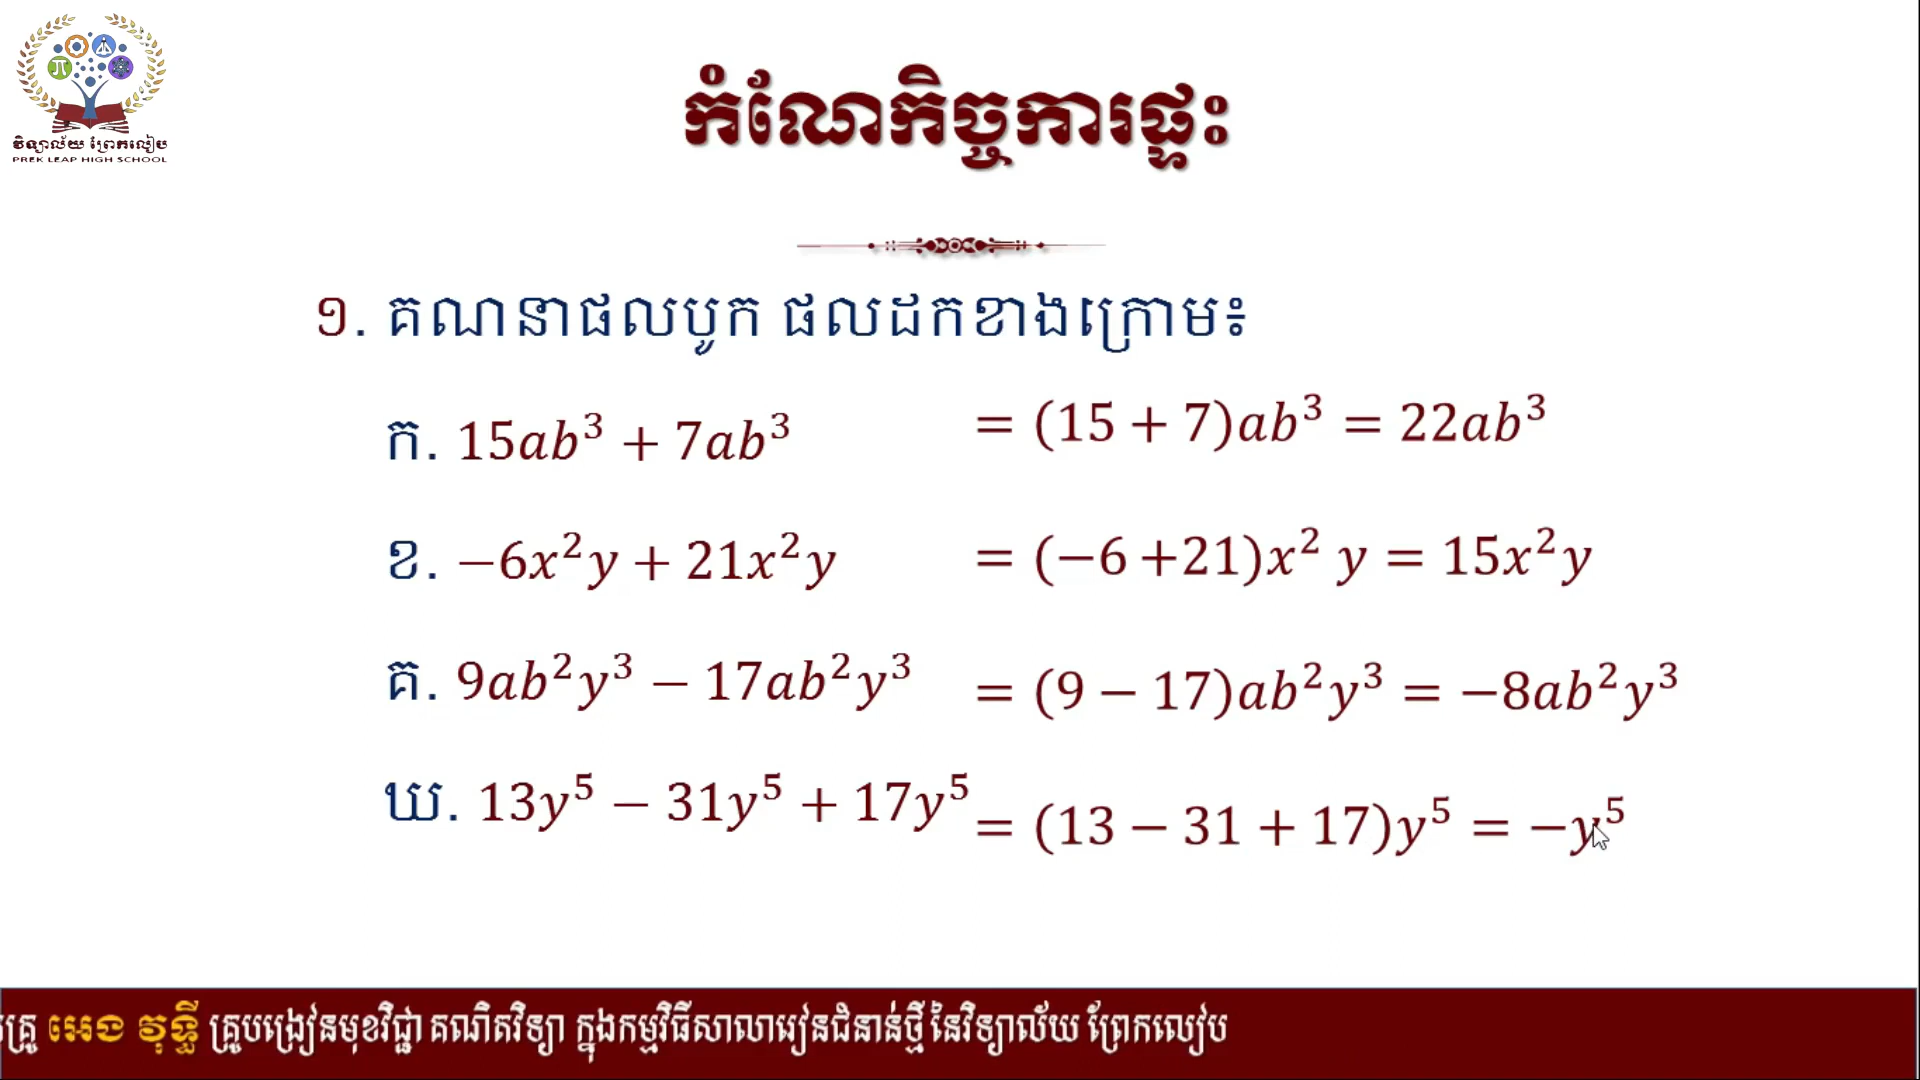 វិទ្យាល័យ ព្រែកលៀប
PREK LEAP HIGH SCHOOL
កំណែកិច្ចការផ្ទះ
១. គណនាផលបូក ផលដកខាងក្រោម៖
ក. 15ab³ + 7ab³ = (15 + 7)ab³ = 22ab³
ខ. −6x²y + 21x²y = (−6 +21)x² y = 15x²y
គ. 9ab²y³ − 17ab²y³ = (9 − 17)ab²y³ = −8ab²y³
ឃ. 13y⁵ − 31y⁵ + 17y⁵ = (13 − 31 + 17)y⁵ = −y⁵
គ្រូ អេង វុទ្ធី គ្រូបង្រៀនមុខវិជ្ជា គណិតវិទ្យា ក្នុងកម្មវិធីសាលារៀនជំនាន់ថ្មី នៃវិទ្យាល័យ ព្រែកលៀប